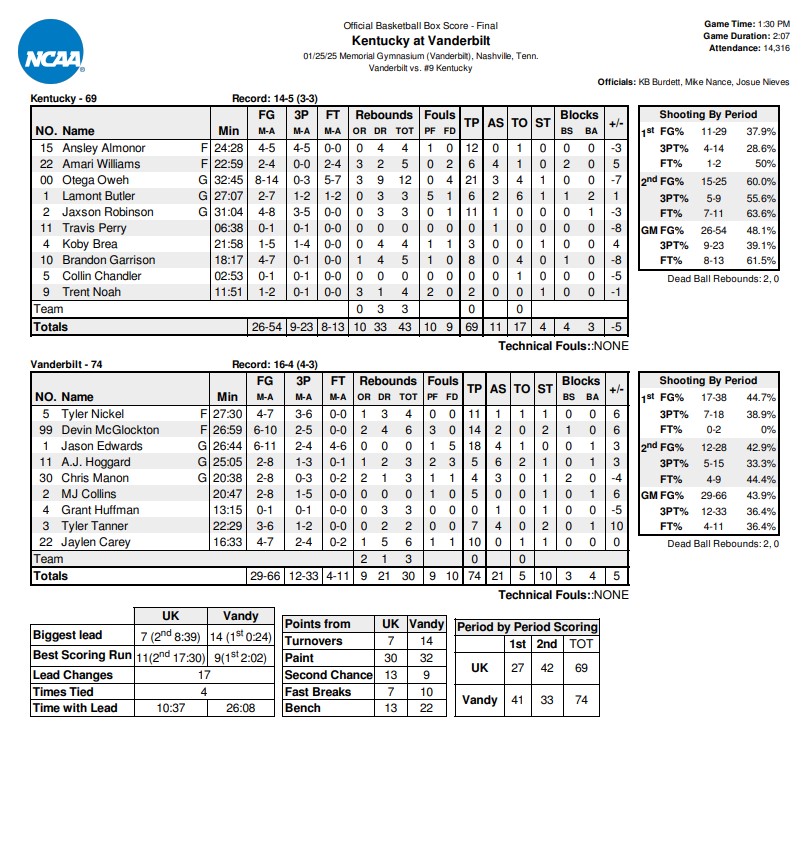 NCAA
Official Basketball Box Score - Final
Kentucky at Vanderbilt
01/25/25 Memorial Gymnasium (Vanderbilt), Nashville, Tenn.
Vanderbilt vs. #9 Kentucky
Game Time: 1:30 PM
Game Duration: 2:07
Attendance: 14,316
Officials: KB Burdett, Mike Nance, Josue Nieves
Kentucky - 69 Record: 14-5 (3-3)
FG 3P FT Rebounds Fouls Blocks
NO. Name Min M-A M-A M-A OR DR TOT PF FD TP AS TO ST BS BA +/-
15 Ansley Almonor F 24:28 4-5 4-5 0-0 0 4 4 1 0 12 0 1 0 0 0 -3
22 Amari Williams F 22:59 2-4 0-0 2-4 3 2 5 0 2 6 4 1 0 2 0 5
00 Otega Oweh G 32:45 8-14 0-3 5-7 3 9 12 0 4 21 3 4 1 0 0 -7
1 Lamont Butler G 27:07 2-7 1-2 1-2 0 3 3 5 1 6 2 6 1 1 2 1
2 Jaxson Robinson G 31:04 4-8 3-5 0-0 0 3 3 0 1 11 1 0 0 0 0 -3
11 Travis Perry 06:38 0-1 0-1 0-0 0 0 0 0 0 0 0 0 0 0 0 -8
4 Koby Brea 21:58 1-5 1-4 0-0 0 4 4 1 1 3 1 0 0 0 0 4
10 Brandon Garrison 18:17 4-7 0-1 0-0 1 4 5 1 0 8 0 4 0 1 0 -8
5 Collin Chandler 02:53 0-1 0-1 0-0 0 0 0 0 0 0 0 0 0 0 0 -5
9 Trent Noah 11:51 1-2 0-1 0-0 3 1 4 2 0 2 0 0 1 0 0 -1
Team 0 3 3 0 0
Totals 26-54 9-23 8-13 10 33 43 10 9 69 11 17 4 4 3 -5
Technical Fouls::NONE
Shooting By Period
1st FG% 11-29 37.9%
3PT% 4-14 28.6%
FT% 1-2 50%
2nd FG% 15-25 60.0%
3PT% 5-9 55.6%
FT% 7-11 63.6%
GM FG% 26-54 48.1%
3PT% 9-23 39.1%
FT% 8-13 61.5%
Dead Ball Rebounds: 2, 0
Vanderbilt - 74 Record: 16-4 (4-3)
FG 3P FT Rebounds Fouls Blocks
NO. Name Min M-A M-A M-A OR DR TOT PF FD TP AS TO ST BS BA +/-
5 Tyler Nickel F 27:30 4-7 3-6 0-0 1 3 4 0 0 11 1 1 1 0 0 6
99 Devin McGlockton F 26:59 6-10 2-5 0-0 2 4 6 3 0 14 2 0 2 1 0 6
1 Jason Edwards G 26:44 6-11 2-4 4-6 0 0 0 1 5 18 4 1 0 0 1 3
11 A.J. Hoggard G 25:05 2-8 1-3 0-1 1 2 3 2 3 5 6 2 1 0 1 3
30 Chris Manon G 20:38 2-8 0-3 0-2 2 1 3 1 1 4 3 0 1 2 0 -4
2 MJ Collins 20:47 2-8 1-5 0-0 0 0 0 1 0 5 0 0 1 0 1 6
4 Grant Huffman 13:15 0-1 0-1 0-0 0 1 1 0 0 0 1 0 1 0 0 -5
3 Tyler Tanner 22:29 3-6 1-2 0-0 0 2 2 0 0 7 4 0 2 0 1 10
22 Jaylen Carey 16:33 4-7 2-4 0-2 1 5 6 1 1 10 0 1 1 0 0 0
Team 2 1 3 0 0
Totals 29-66 12-33 4-11 9 21 30 9 10 74 21 5 10 3 4 5
Technical Fouls::NONE
Shooting By Period
1st FG% 17-38 44.7%
3PT% 7-18 38.9%
FT% 0-2 0%
2nd FG% 12-28 42.9%
3PT% 5-15 33.3%
FT% 4-9 44.4%
GM FG% 29-66 43.9%
3PT% 12-33 36.4%
FT% 4-11 36.4%
Dead Ball Rebounds: 2, 0
UK Vandy
Biggest lead 7 (2nd 8:39) 14 (1st 0:24)
Best Scoring Run 11(2nd 17:30) 9(1st 2:02)
Lead Changes 17
Times Tied 4
Time with Lead 10:37 26:08
Points from UK Vandy
Turnovers 7 14
Paint 30 32
Second Chance 13 9
Fast Breaks 7 10
Bench 13 22
Period by Period Scoring
1st 2nd TOT
UK 27 42 69
Vandy 41 33 74